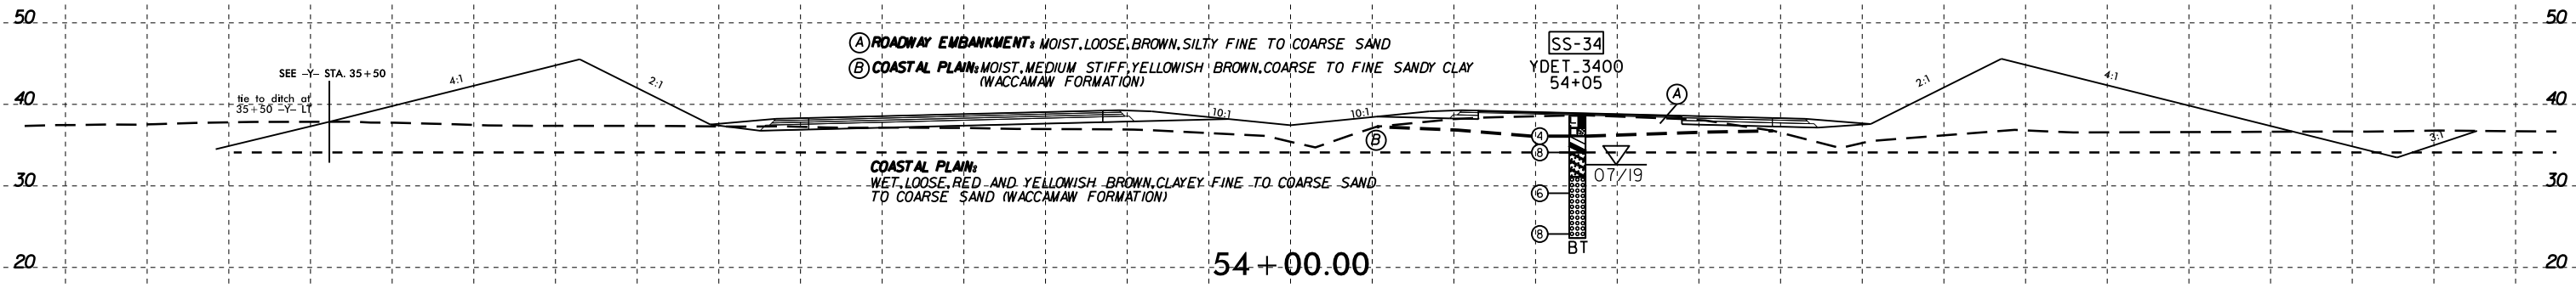 50 50
Ⓐ ROADWAY EMBANKMENT: MOIST,LOOSE,BROWN,SILTY FINE TO COARSE SAND
SS-34
Ⓑ COASTAL PLAIN: MOIST,MEDIUM STIFF,YELLOWISH BROWN,COARSE TO FINE SANDY CLAY
(WACCAMAW FORMATION)
YDET_3400
54+05
SEE -Y- STA. 35+50
4:1
2:1
2:1
4:1
40 40
tie to ditch at
35+50 -Y- LT
A
10:1
10:1
B
4
8
3:1
COASTAL PLAIN:
WET,LOOSE,RED AND YELLOWISH BROWN,CLAYEY FINE TO COARSE SAND
TO COARSE SAND (WACCAMAW FORMATION)
07/19
30 30
6
8
BT
20 20
54+00.00